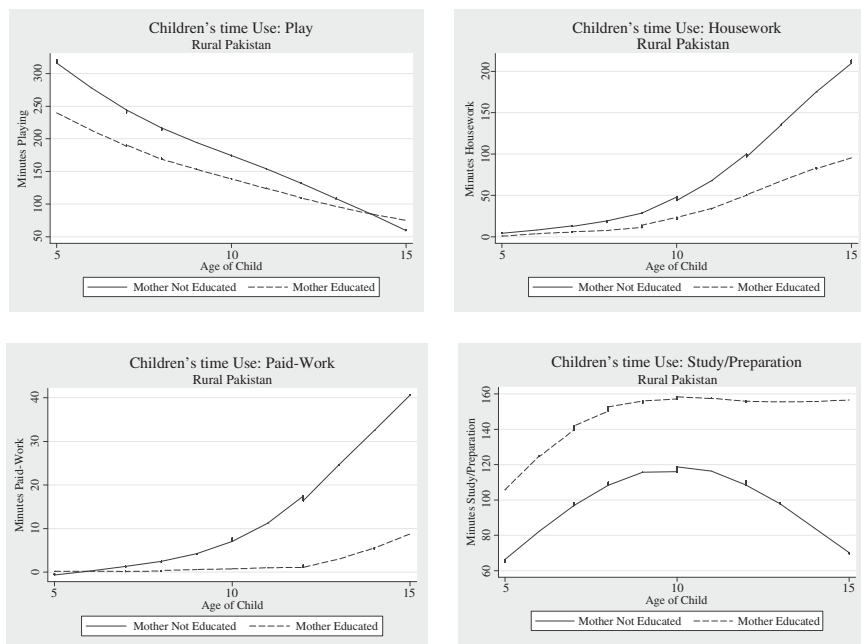 Children's time Use: Play
Rural Pakistan
Minutes Playing
300
250
200
150
100
50
5
10
15
Age of Child
Mother Not Educated
Mother Educated
Children's time Use: Housework
Rural Pakistan
Minutes Housework
200
150
100
50
0
5
10
15
Age of Child
Mother Not Educated
Mother Educated
Children's time Use: Paid-Work
Rural Pakistan
Minutes Paid-Work
40
30
20
10
0
5
10
15
Age of Child
Mother Not Educated
Mother Educated
Children's time Use: Study/Preparation
Rural Pakistan
Minutes Study/Preparation
160
140
120
100
80
60
5
10
15
Age of Child
Mother Not Educated
Mother Educated